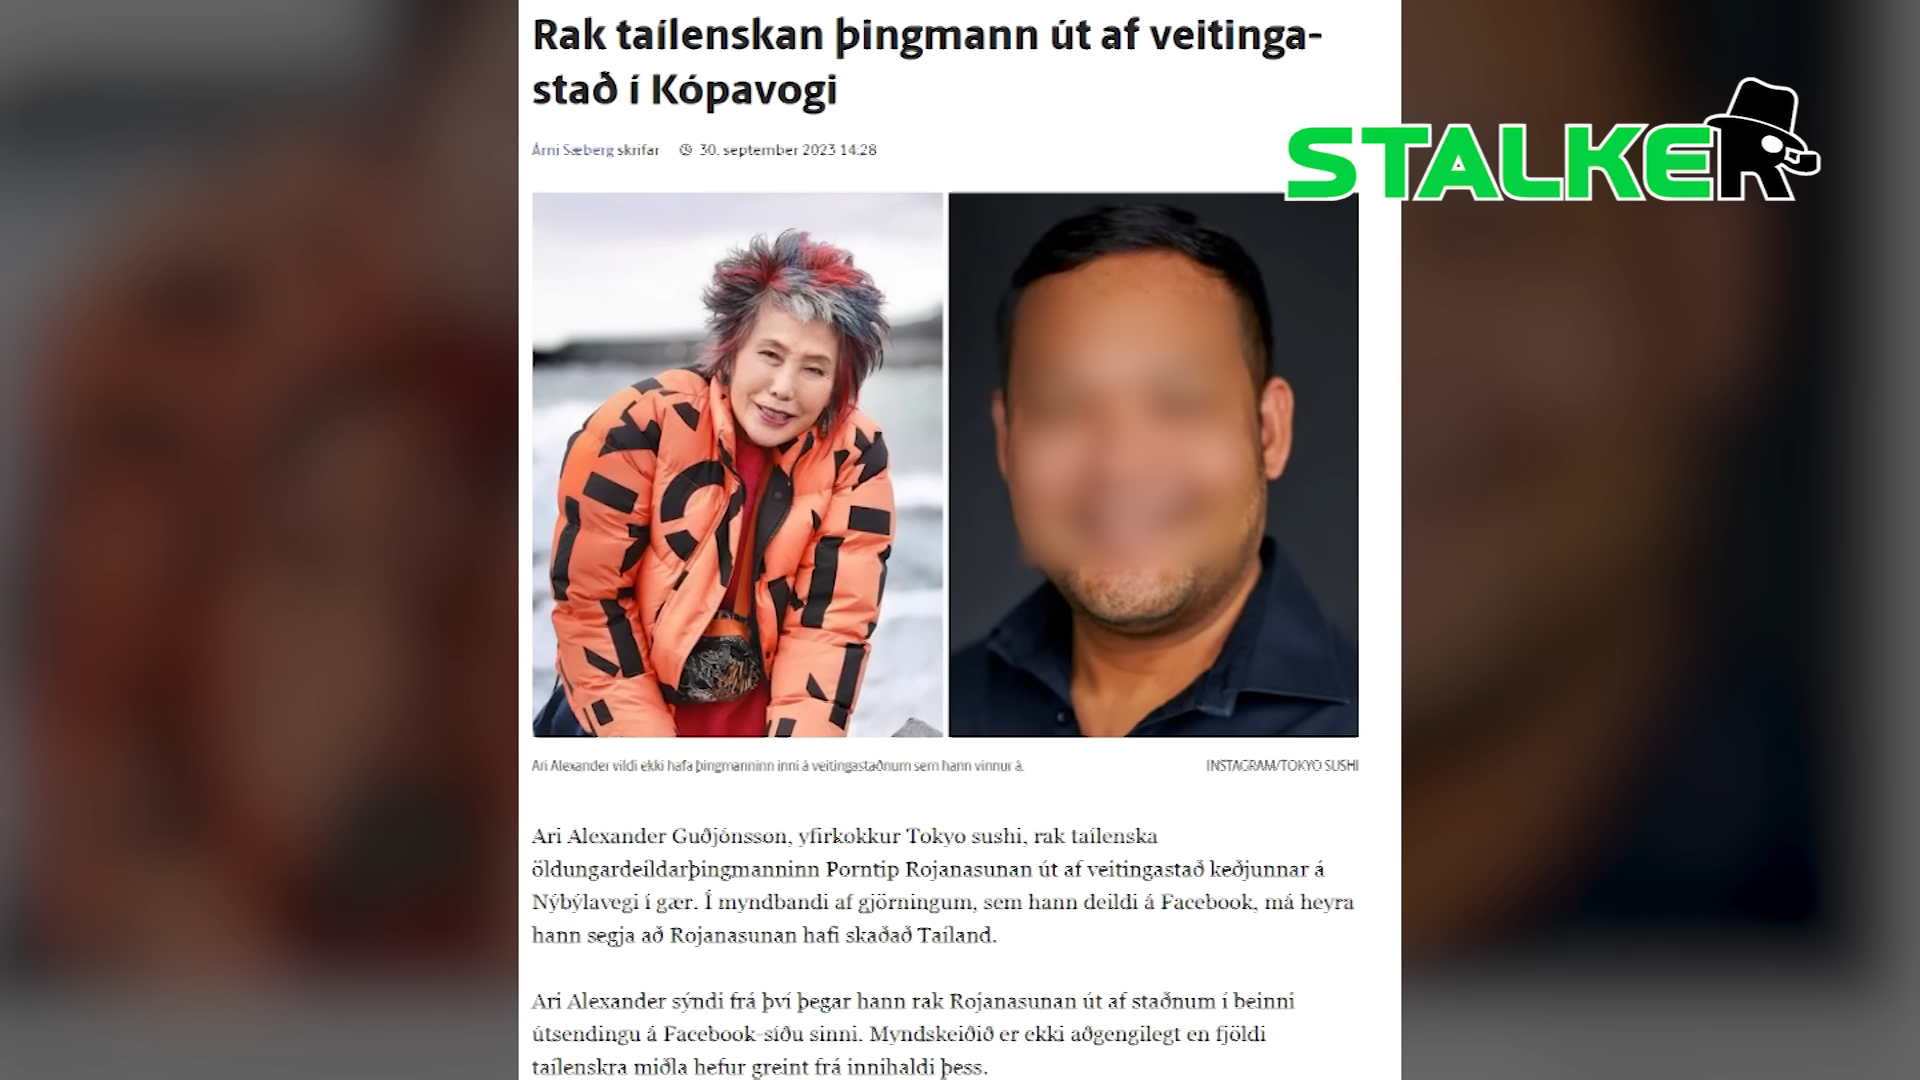 Rak taílenskan þingmann út af veitinga-
stað í Kópavogi
STALKER
Árni Sæberg skrifar 30. september 2023 14:28
Ari Alexander vildi ekki hafa þingmanninn inni á veitingastaðnum sem hann vinnur á. INSTAGRAM/TOKYO SUSHI
Ari Alexander Guðjónsson, yfirkokkur Tokyo sushi, rak taílenska
öldungardeildarþingmanninn Porntip Rojanasunan út af veitingastað keðjunnar á
Nýbýlavegi í gær. Í myndbandi af gjörningum, sem hann deildi á Facebook, má heyra
hann segja að Rojanasunan hafi skaðað Taíland.
Ari Alexander sýndi frá því þegar hann rak Rojanasunan út af staðnum í beinni
útsendingu á Facebook-síðu sinni. Myndskeiðið er ekki aðgengilegt en fjöldi
taílenskra miðla hefur greint frá innihaldi þess.